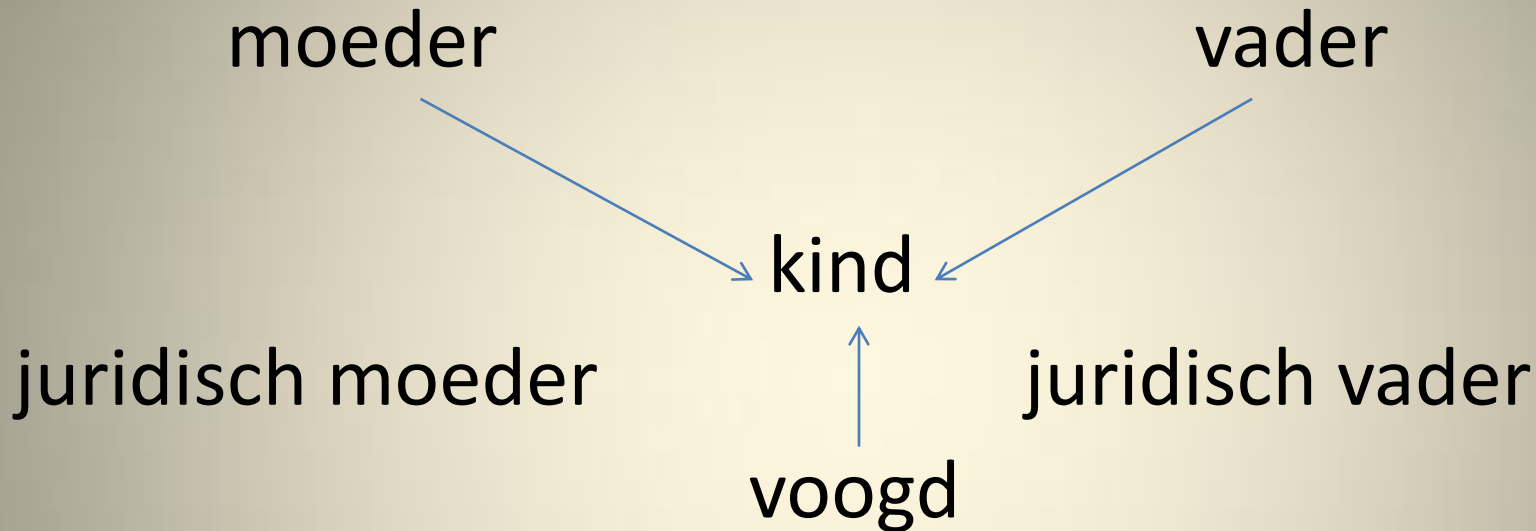 moeder
vader
kind
juridisch moeder
juridisch vader
voogd